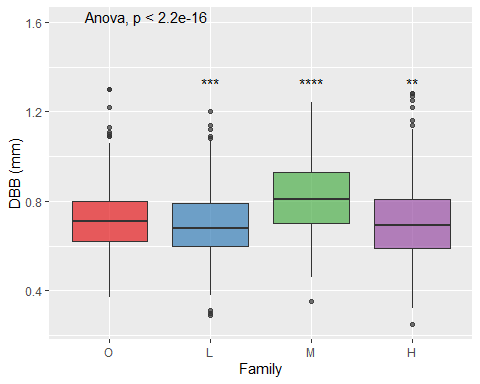 Anova, p < 2.2e-16
1.6
*** **** **
1.2
DBB (mm)
0.8
0.4
O L M H
Family